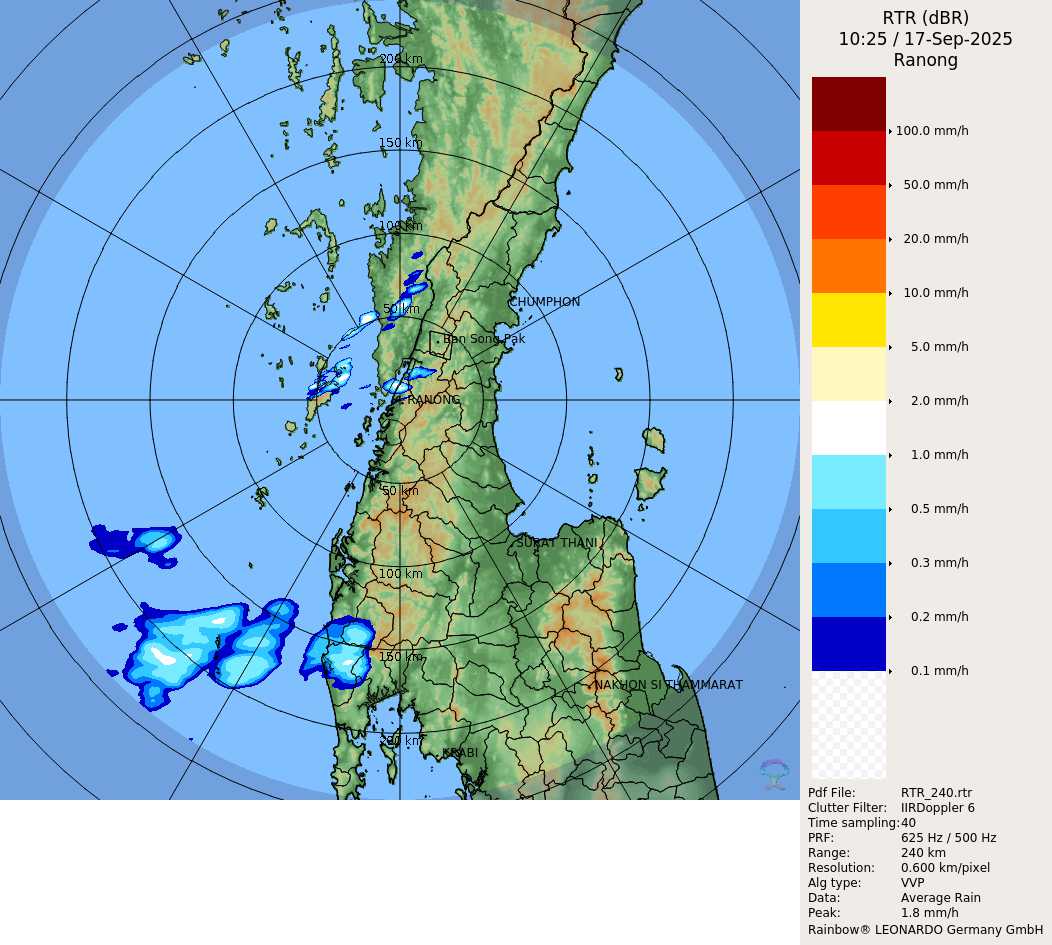 RTR (dBR)
10:25 / 17-Sep-2025
Ranong
100.0 mm/h
50.0 mm/h
20.0 mm/h
10.0 mm/h
5.0 mm/h
2.0 mm/h
1.0 mm/h
0.5 mm/h
0.3 mm/h
0.2 mm/h
0.1 mm/h
200 km
150 km
100 km
50 km
CHUMPHON
Ban Song Pak
RANONG
50 km
SURAT THANI
100 km
150 km
NAKHON SI THAMMARAT
200 km
KRABI
Pdf File: RTR_240.rtr
Clutter Filter: IIRDoppler 6
Time sampling: 40
PRF: 625 Hz / 500 Hz
Range: 240 km
Resolution: 0.600 km/pixel
Alg type: VVP
Data: Average Rain
Peak: 1.8 mm/h
Rainbow® LEONARDO Germany GmbH